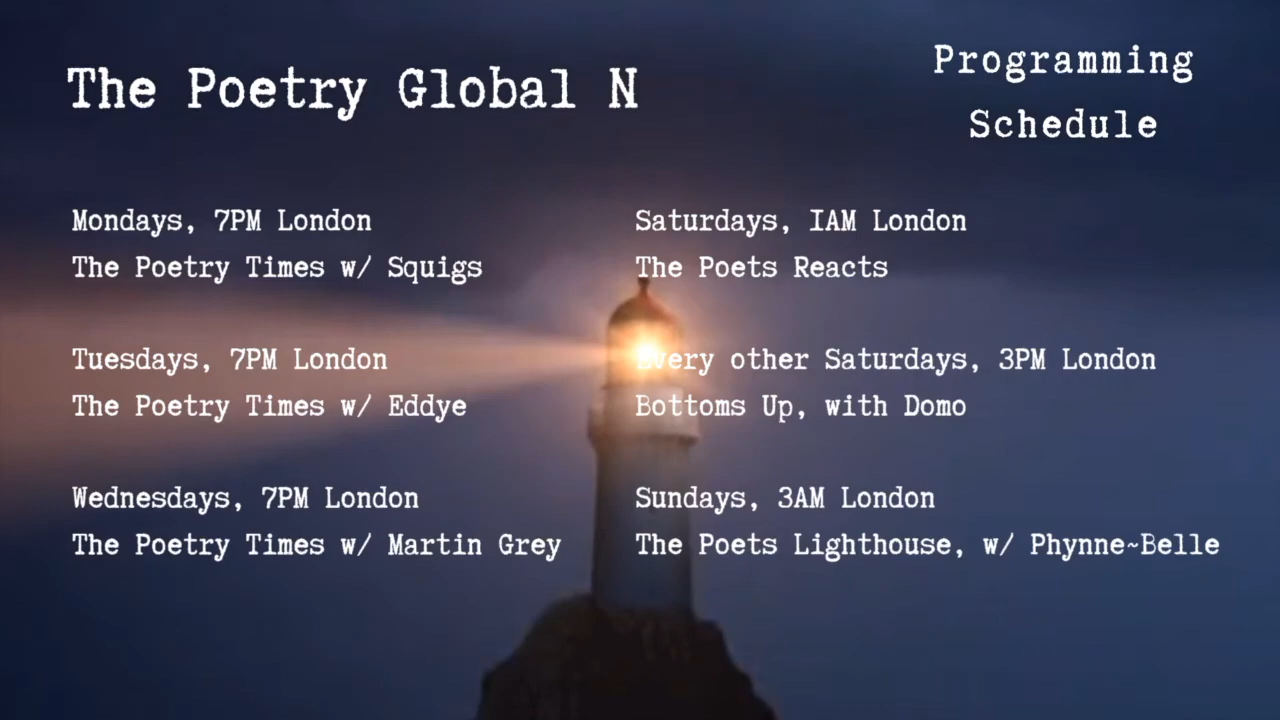 The Poetry Global N
Programming
Schedule
Mondays, 7PM London
The Poetry Times w/ Squigs
Tuesdays, 7PM London
The Poetry Times w/ Eddye
Wednesdays, 7PM London
The Poetry Times w/ Martin Grey
Saturdays, IAM London
The Poets Reacts
Every other Saturdays, 3PM London
Bottoms Up, with Domo
Sundays, 3AM London
The Poets Lighthouse, w/ Phynne~Belle